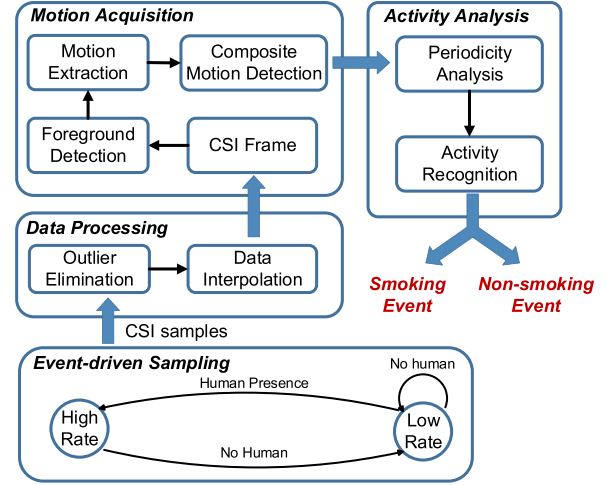 Motion Acquisition
Motion
Extraction
Composite
Motion Detection
Foreground
Detection
CSI Frame
Activity Analysis
Periodicity
Analysis
Activity
Recognition
Smoking
Event
Non-smoking
Event
Data Processing
Outlier
Elimination
Data
Interpolation
CSI samples
Event-driven Sampling
No human
Human Presence
High
Rate
Low
Rate
No Human